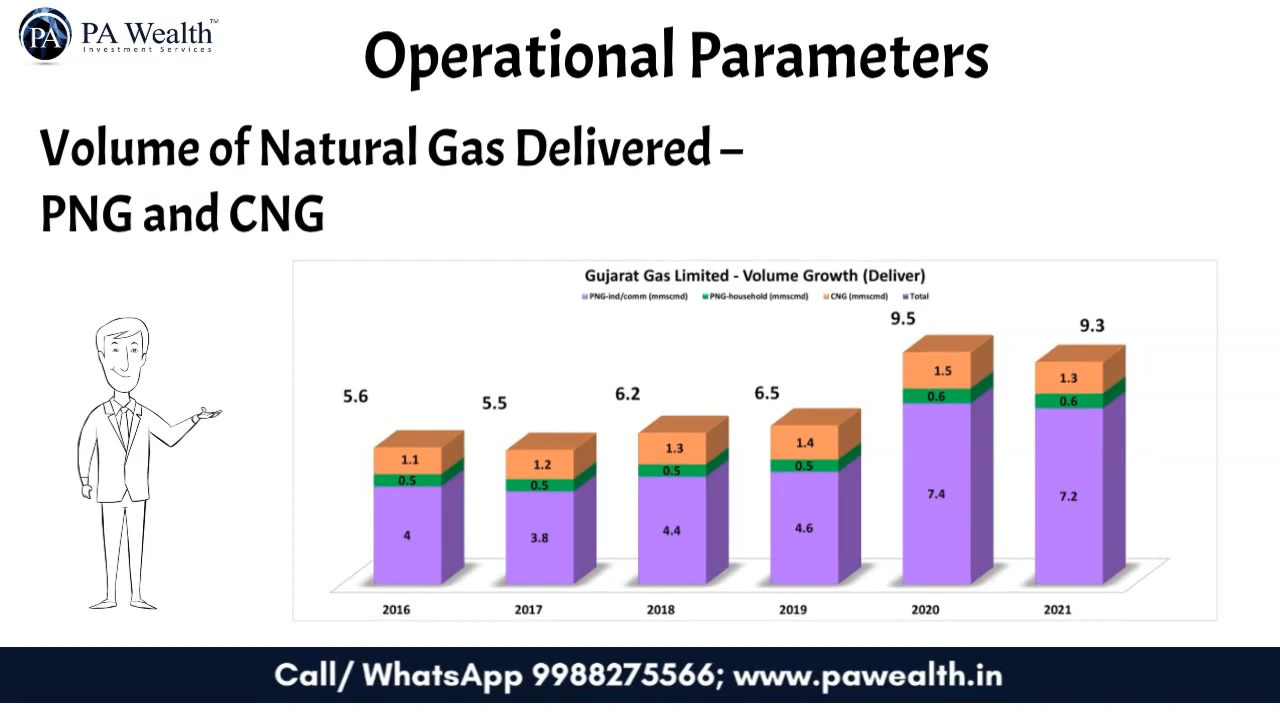 PA PA Wealth™
Investment Services
Operational Parameters
Volume of Natural Gas Delivered –
PNG and CNG
Gujarat Gas Limited - Volume Growth (Deliver)
PNG-ind/comm (mmscmd) PNG-household (mmscmd) CNG (mmscmd) Total
5.6 5.5 6.2 6.5 9.5 9.3
1.1 1.2 1.3 1.4 1.5 1.3
0.5 0.5 0.5 0.5 0.6 0.6
4 3.8 4.4 4.6 7.4 7.2
2016 2017 2018 2019 2020 2021
Call/ WhatsApp 9988275566; www.pawealth.in